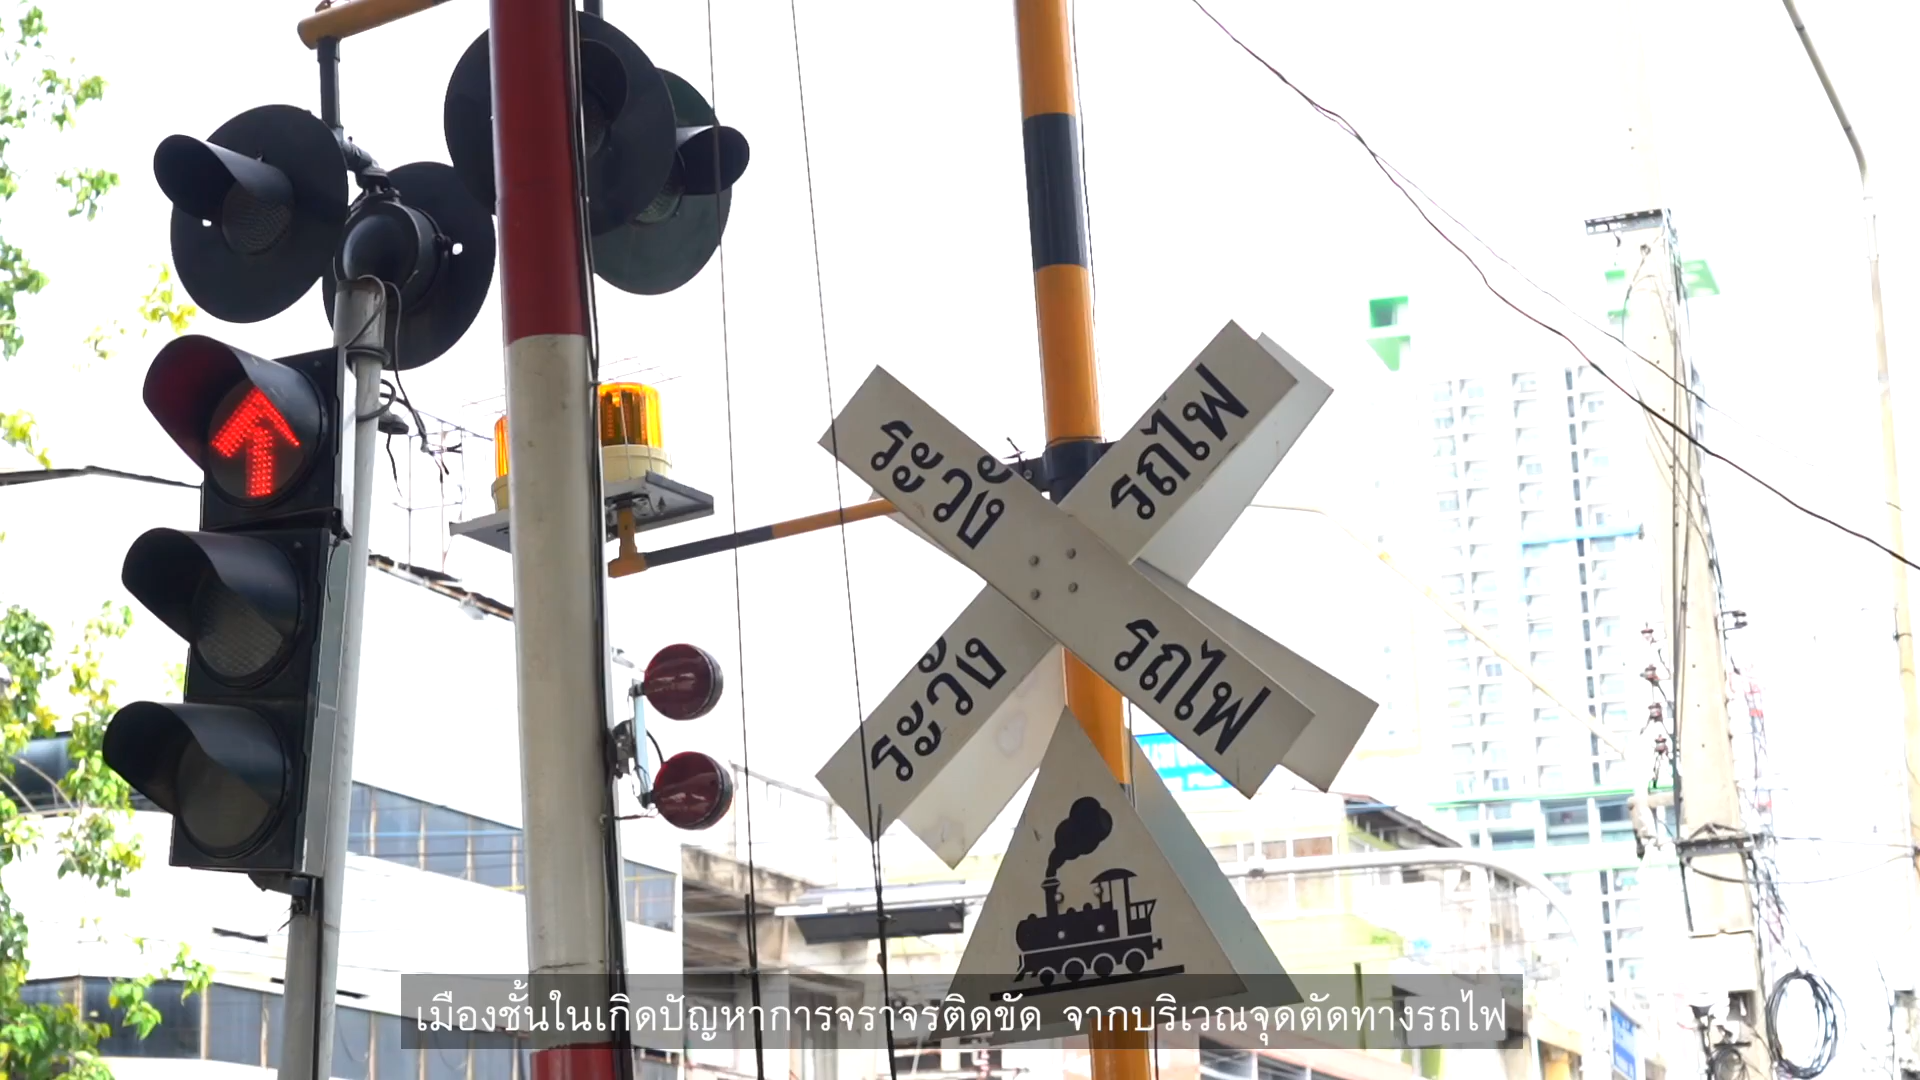 ระวัง รถไฟ
ระวัง รถไฟ
เมืองชั้นในเกิดปัญหาการจราจรติดขัด จากบริเวณจุดตัดทางรถไฟ